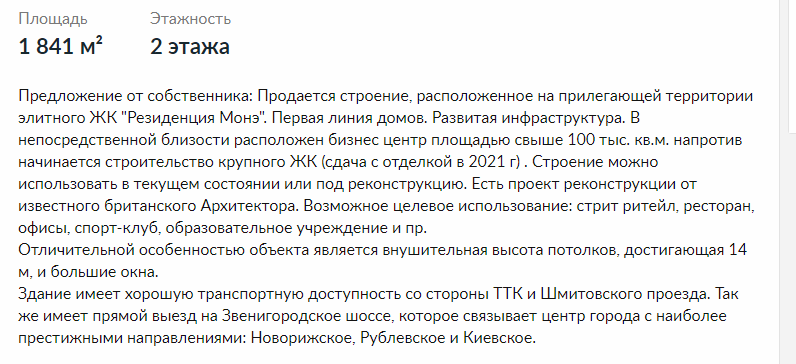 Площадь Этажность
1 841 м² 2 этажа
Предложение от собственника: Продается строение, расположенное на прилегающей территории
элитного ЖК "Резиденция Монэ". Первая линия домов. Развитая инфраструктура. В
непосредственной близости расположен бизнес центр площадью свыше 100 тыс. кв.м. напротив
начинается строительство крупного ЖК (сдача с отделкой в 2021 г) . Строение можно
использовать в текущем состоянии или под реконструкцию. Есть проект реконструкции от
известного британского Архитектора. Возможное целевое использование: стрит ритейл, ресторан,
офисы, спорт-клуб, образовательное учреждение и пр.
Отличительной особенностью объекта является внушительная высота потолков, достигающая 14
м, и большие окна.
Здание имеет хорошую транспортную доступность со стороны ТТК и Шмитовского проезда. Так
же имеет прямой выезд на Звенигородское шоссе, которое связывает центр города с наиболее
престижными направлениями: Новорижское, Рублевское и Киевское.